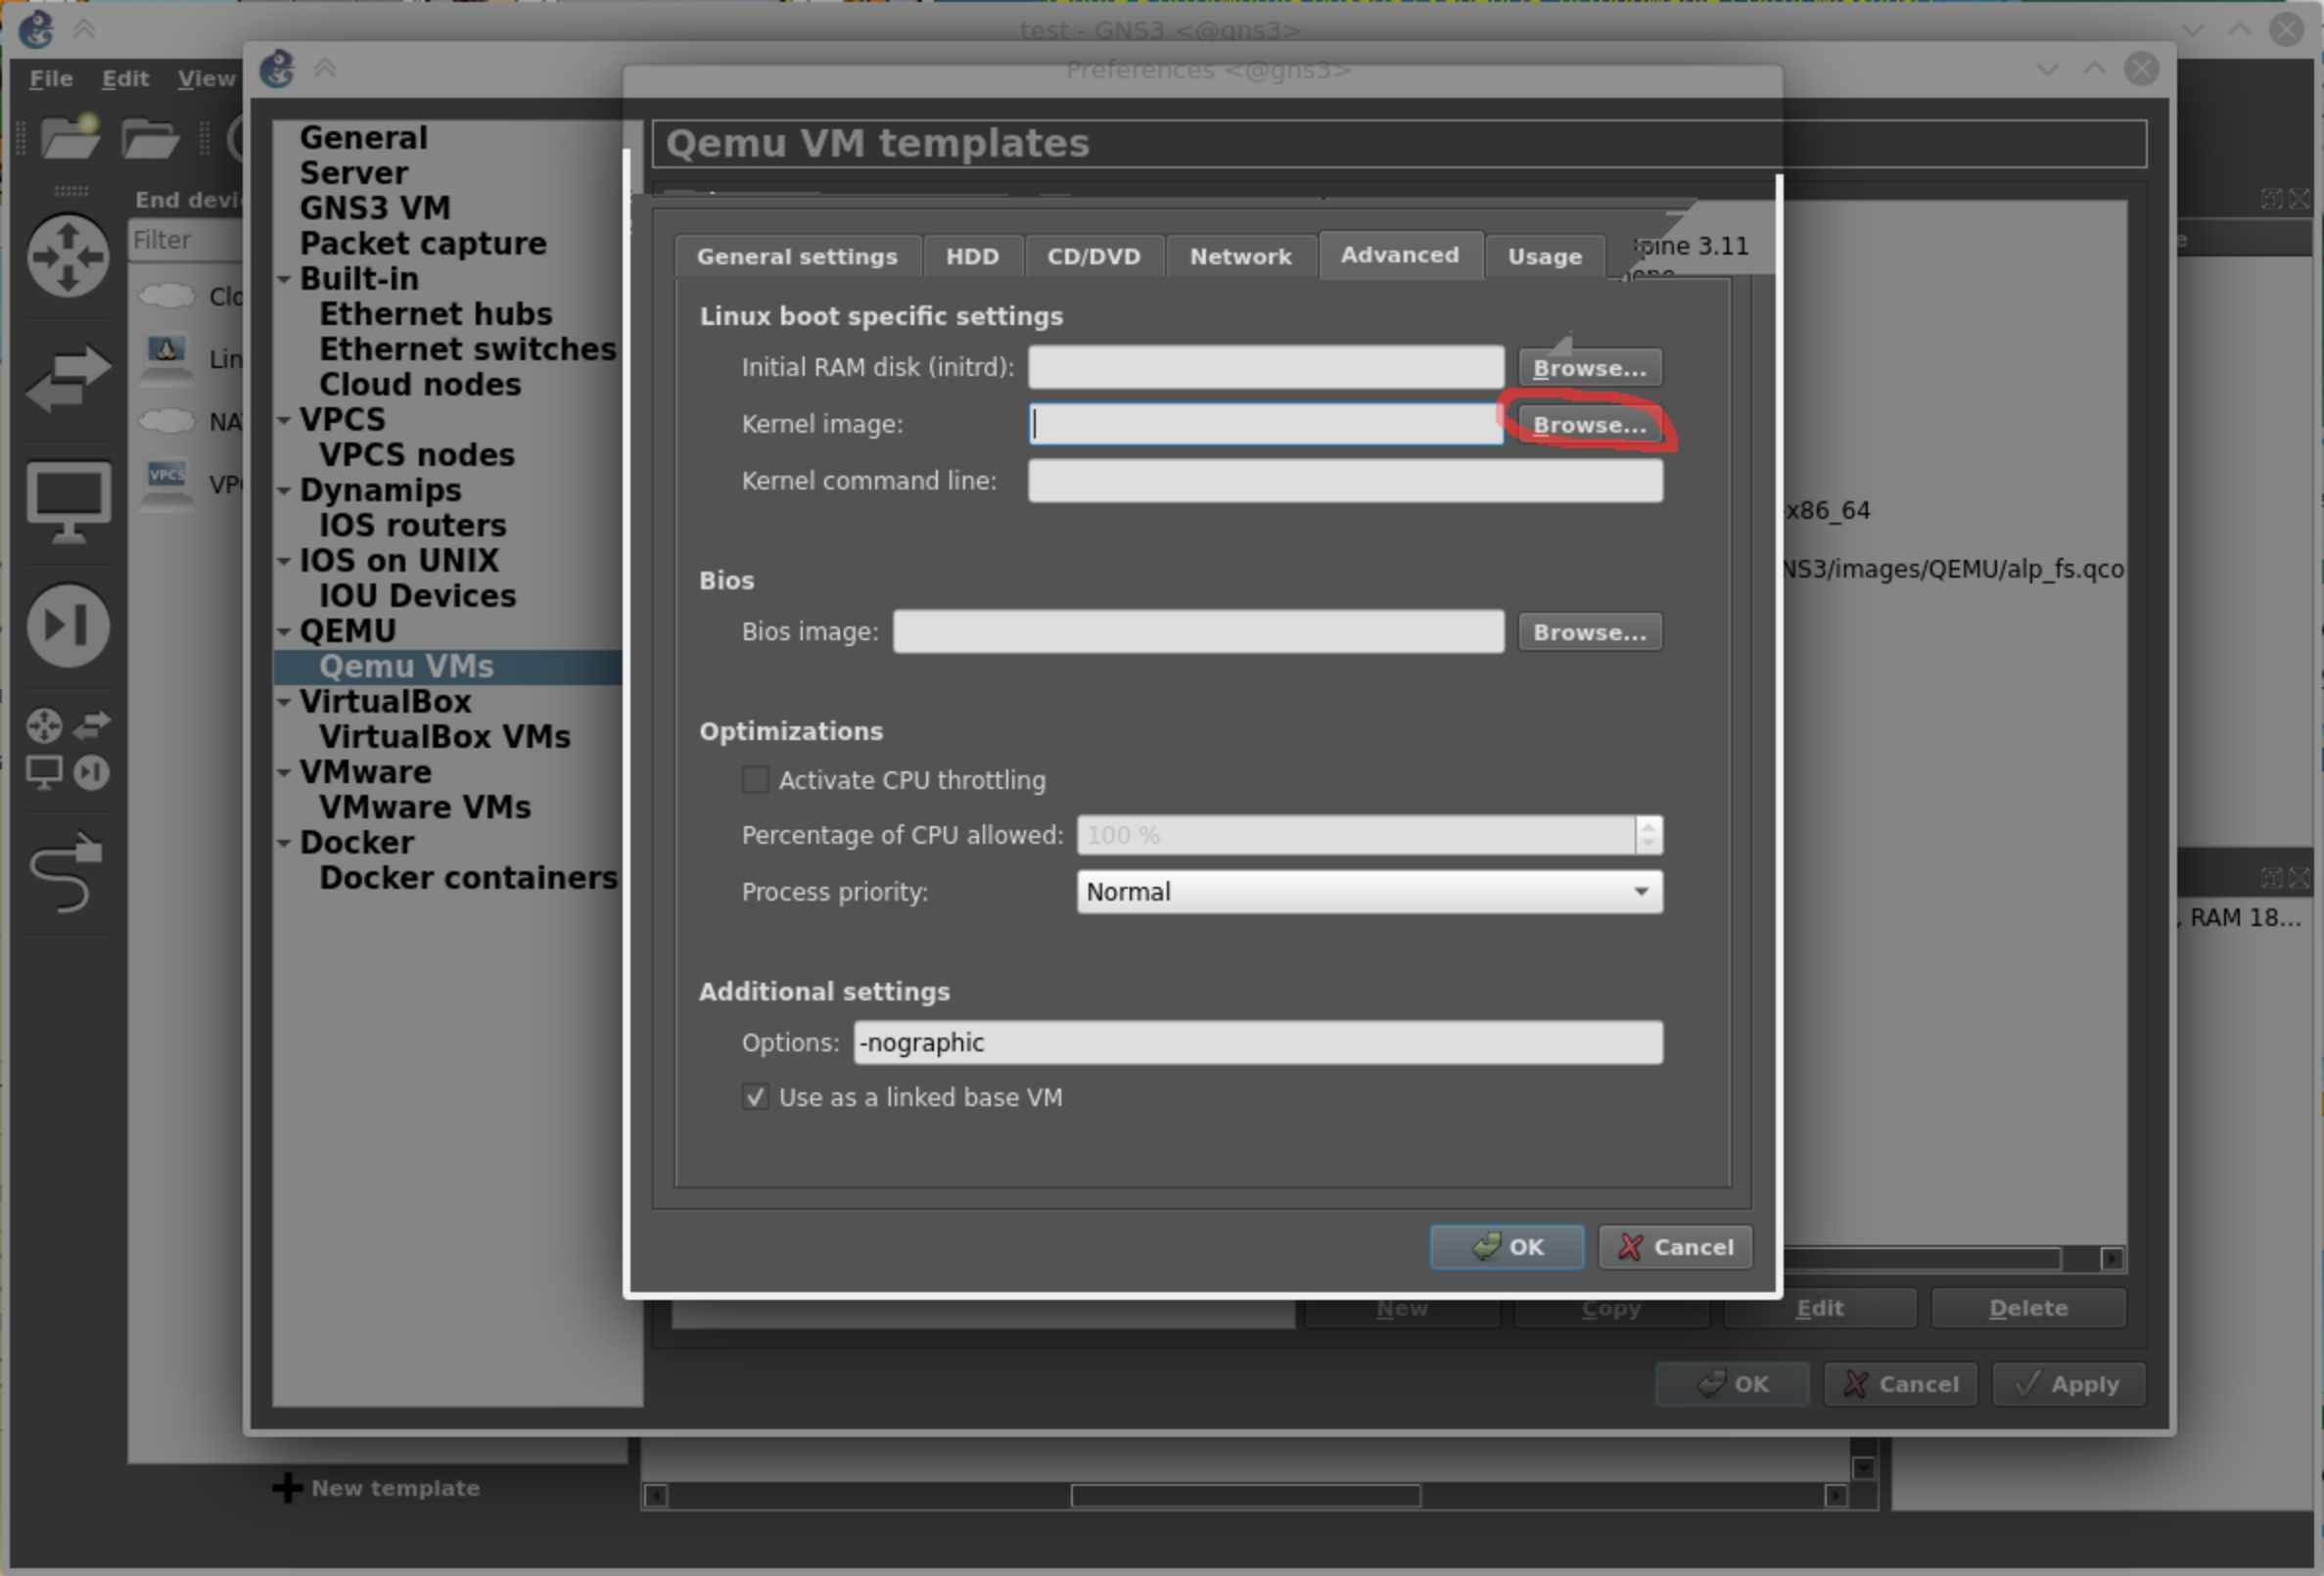 test - GNS3 <@gns3>
File Edit View
Preferences <@gns3>
End devi
Filter
General
Server
GNS3 VM
Packet capture
Built-in
Ethernet hubs
Ethernet switches
Cloud nodes
VPCS
VPCS nodes
Dynamips
IOS routers
IOS on UNIX
IOU Devices
QEMU
Qemu VMs
VirtualBox
VirtualBox VMs
VMware
VMware VMs
Docker
Docker containers
Qemu VM templates
General settings HDD CD/DVD Network Advanced Usage
pine 3.11
Linux boot specific settings
Initial RAM disk (initrd): Browse...
Kernel image: Browse...
Kernel command line:
x86_64
NS3/images/QEMU/alp_fs.qco
Bios
Bios image: Browse...
Optimizations
Activate CPU throttling
Percentage of CPU allowed: 100 %
Process priority: Normal
, RAM 18...
Additional settings
Options: -nographic
Use as a linked base VM
OK Cancel
New Copy Edit Delete
OK Cancel Apply
New template
VPCS